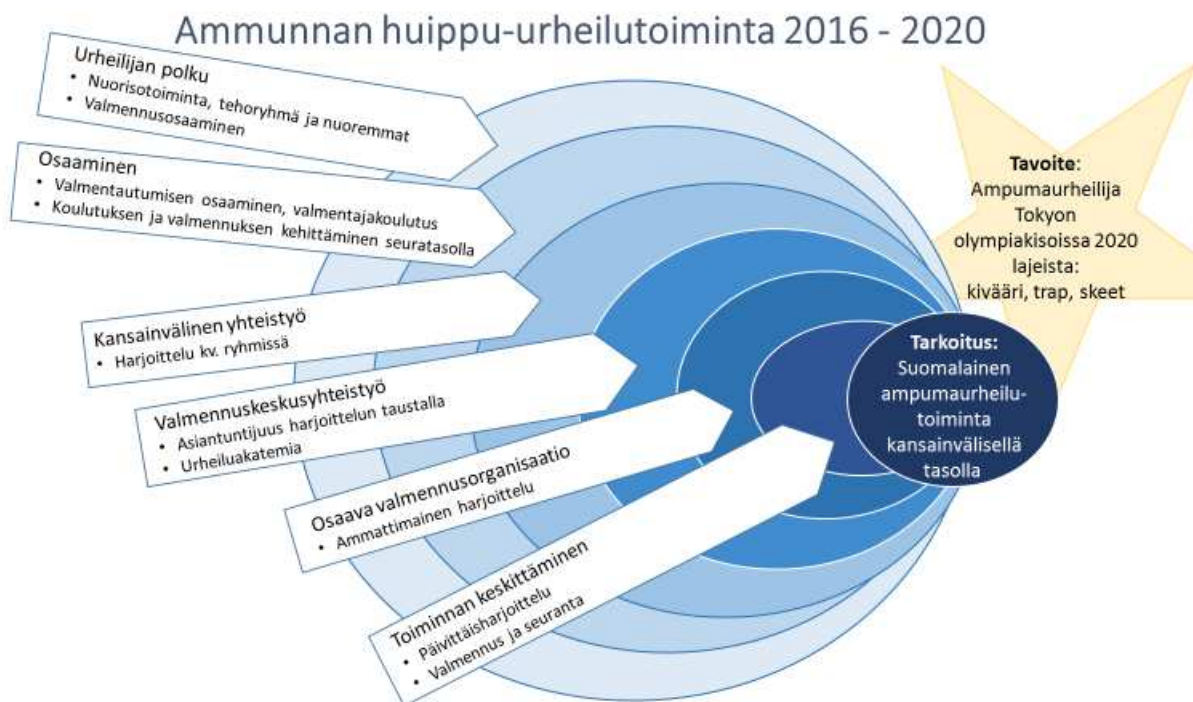 Ammunnan huippu-urheilutoiminta 2016 - 2020
Urheilijan polku
• Nuorisotoiminta, tehoryhmä ja nuoremmat
• Valmennusosaaminen
Osaaminen
• Valmentautumisen osaaminen, valmentajakoulutus
• Koulutuksen ja valmennuksen kehittäminen seuratasolla
Kansainvälinen yhteistyö
• Harjoittelu kv. ryhmissä
Valmennuskeskusyhteistyö
• Asiantuntijuus harjoittelun taustalla
• Urheiluakatemia
Osaava valmennusorganisaatio
• Ammattimainen harjoittelu
Toiminnan keskittäminen
• Päivittäisharjoittelu
• Valmennus ja seuranta
Tavoite:
Ampumaurheilija
Tokyon
olympiakisoissa 2020
lajeista:
kivääri, trap, skeet
Tarkoitus:
Suomalainen
ampumaurheilu-
toiminta
kansainvälisellä
tasolla